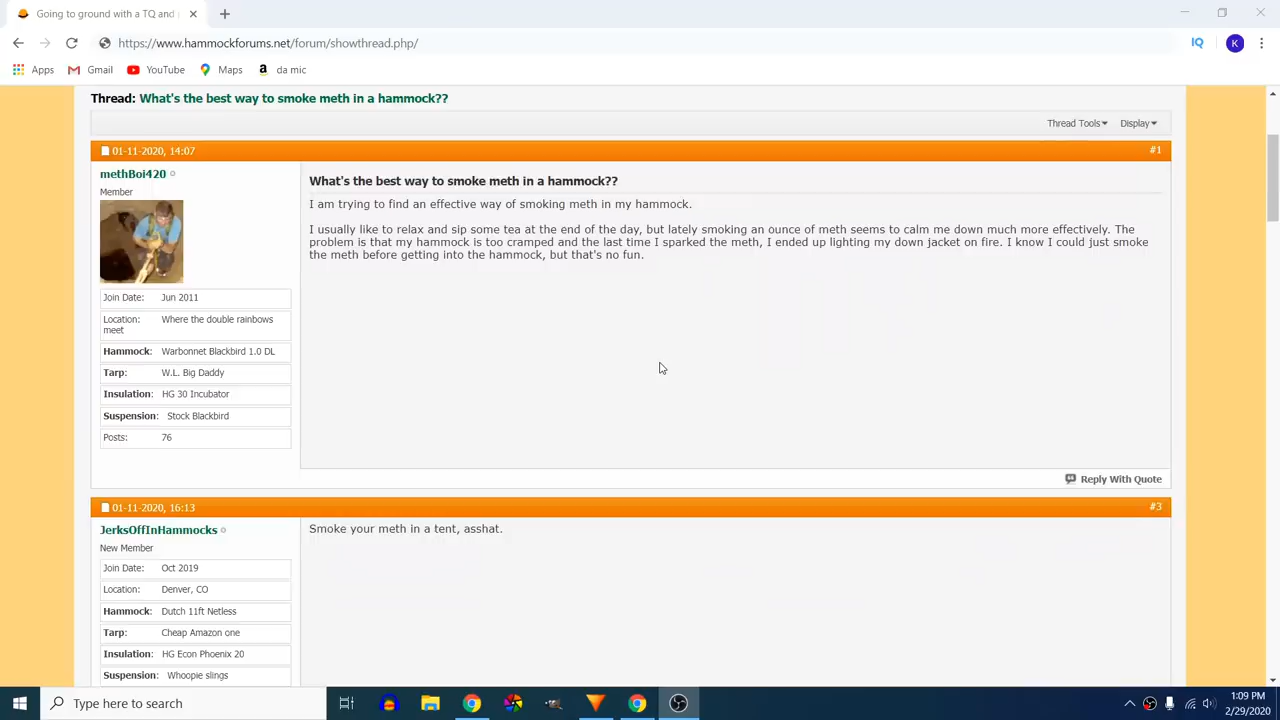 Going to ground with a TQ and
https://www.hammockforums.net/forum/showthread.php/
IQ
K
Apps Gmail YouTube Maps a da mic
Thread: What's the best way to smoke meth in a hammock??
Thread Tools Display
01-11-2020, 14:07 #1
methBoi420
Member
Join Date: Jun 2011
Location: Where the double rainbows
meet
Hammock: Warbonnet Blackbird 1.0 DL
Tarp: W.L. Big Daddy
Insulation: HG 30 Incubator
Suspension: Stock Blackbird
Posts: 76
What's the best way to smoke meth in a hammock??
I am trying to find an effective way of smoking meth in my hammock.
I usually like to relax and sip some tea at the end of the day, but lately smoking an ounce of meth seems to calm me down much more effectively. The
problem is that my hammock is too cramped and the last time I sparked the meth, I ended up lighting my down jacket on fire. I know I could just smoke
the meth before getting into the hammock, but that's no fun.
Reply With Quote
01-11-2020, 16:13 #3
JerksOffInHammocks
New Member
Join Date: Oct 2019
Location: Denver, CO
Hammock: Dutch 11ft Netless
Tarp: Cheap Amazon one
Insulation: HG Econ Phoenix 20
Suspension: Whoopie slings
Smoke your meth in a tent, asshat.
Type here to search
1:09 PM
2/29/2020